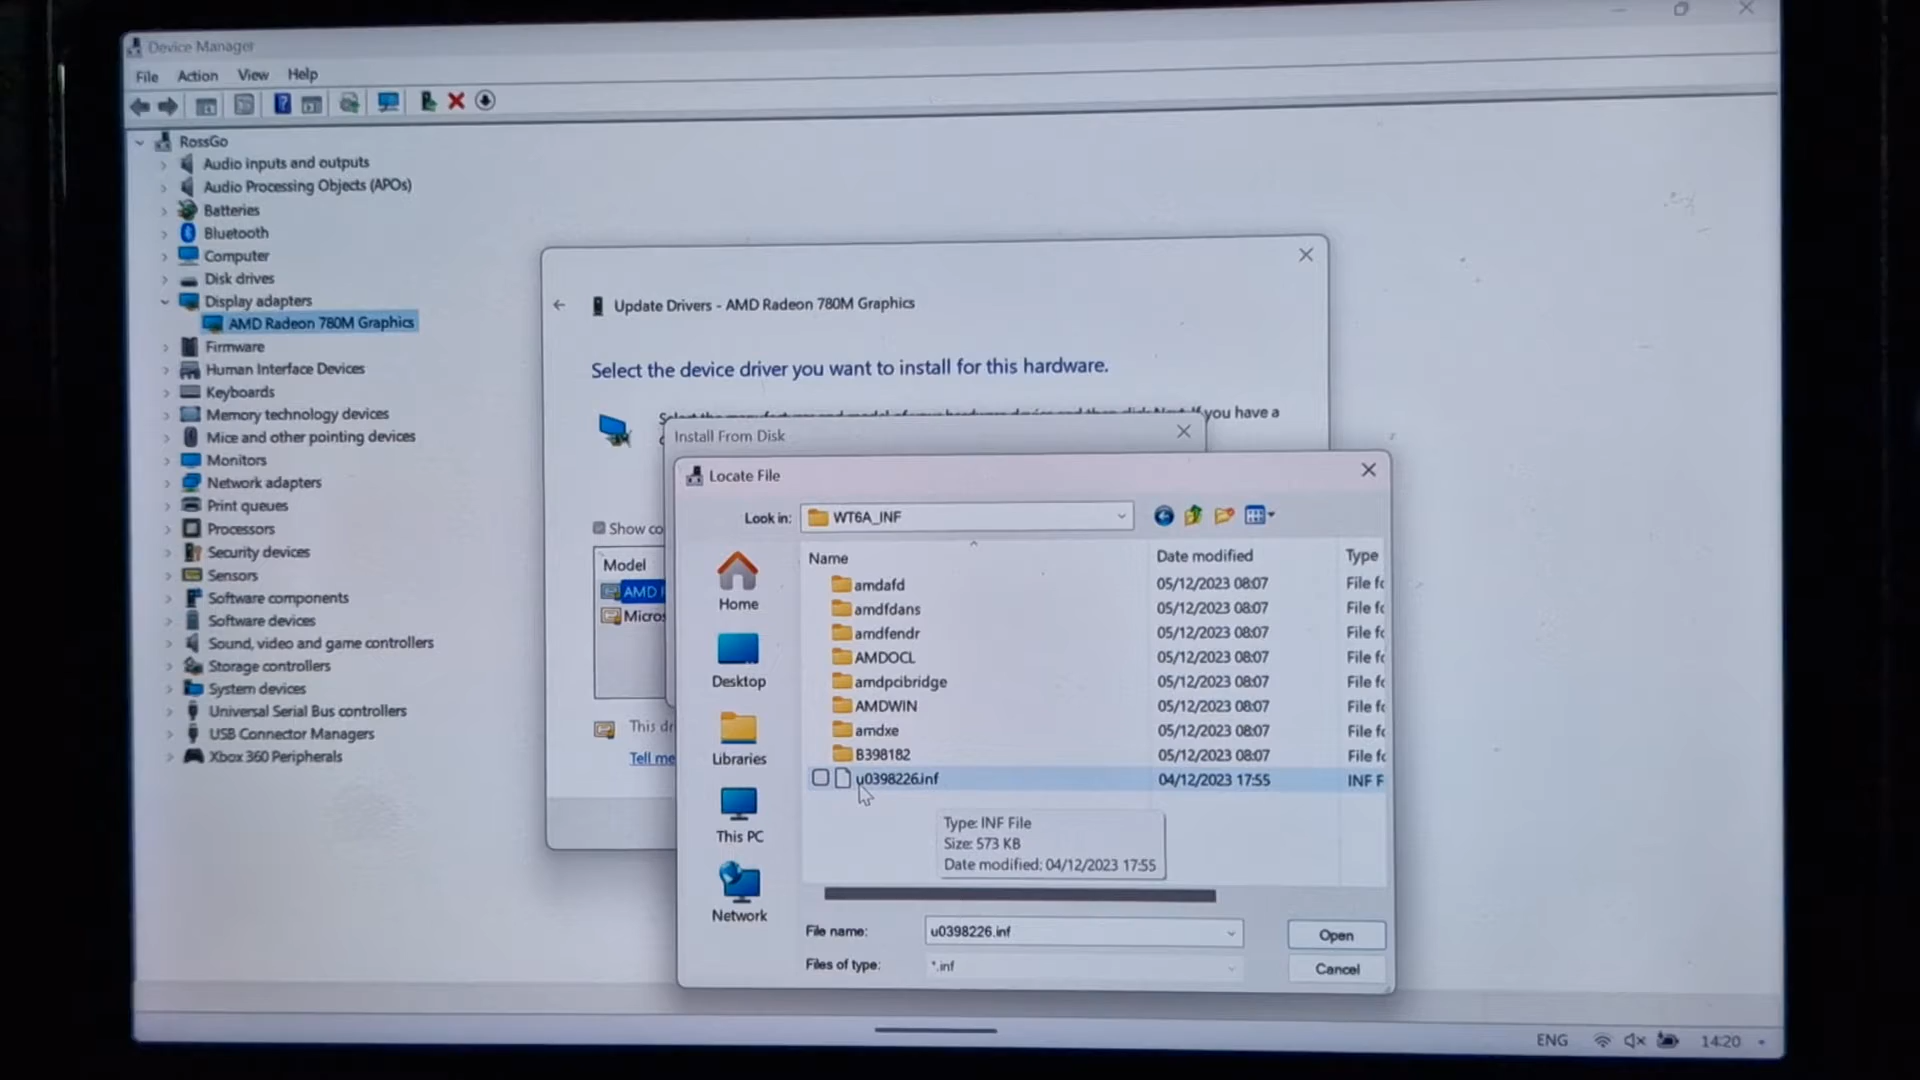 Device Manager
File Action View Help
RossGo
Audio inputs and outputs
Audio Processing Objects (APOs)
Batteries
Bluetooth
Computer
Disk drives
Display adapters
AMD Radeon 780M Graphics
Firmware
Human Interface Devices
Keyboards
Memory technology devices
Mice and other pointing devices
Monitors
Network adapters
Print queues
Processors
Security devices
Sensors
Software components
Software devices
Sound, video and game controllers
Storage controllers
System devices
Universal Serial Bus controllers
USB Connector Managers
Xbox 360 Peripherals
Update Drivers - AMD Radeon 780M Graphics
Select the device driver you want to install for this hardware.
you have a
Show co
Model
AMD
Micros
This dr
Tell me
Install From Disk
Locate File
Look in: WT6A_INF
Home
Desktop
Libraries
This PC
Network
Name Date modified Type
amdafd 05/12/2023 08:07 File fo
amdfdans 05/12/2023 08:07 File fo
amdfendr 05/12/2023 08:07 File fo
AMDOCL 05/12/2023 08:07 File fo
amdpcibridge 05/12/2023 08:07 File fo
AMDWIN 05/12/2023 08:07 File fo
amdxe 05/12/2023 08:07 File fo
B398182 05/12/2023 08:07 File fo
u0398226.inf 04/12/2023 17:55 INF F
Type: INF File
Size: 573 KB
Date modified: 04/12/2023 17:55
File name: u0398226.inf Open
Files of type: *.inf Cancel
ENG 14:20